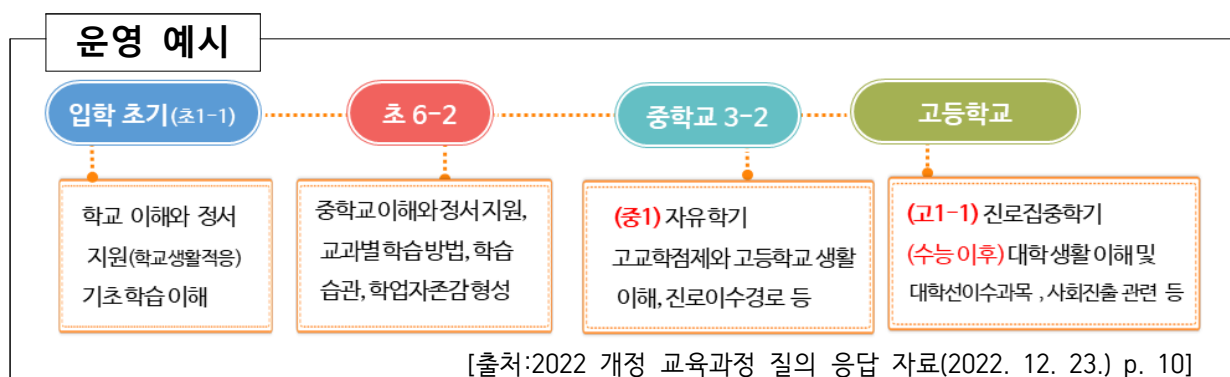 운영 예시
입학 초기(초1-1)
초 6-2
중학교 3-2
고등학교
학교 이해와 정서
지원(학교생활적응)
기초학습 이해
중학교 이해와 정서 지원,
교과별 학습 방법, 학습
습관, 학업자존감 형성
(중1) 자유학기
고교학점제와 고등학교 생활
이해, 진로이수경로 등
(고1-1) 진로집중학기
(수능 이후) 대학 생활 이해 및
대학선이수과목 , 사회진출 관련 등
[출처:2022 개정 교육과정 질의 응답 자료(2022. 12. 23.) p. 10]